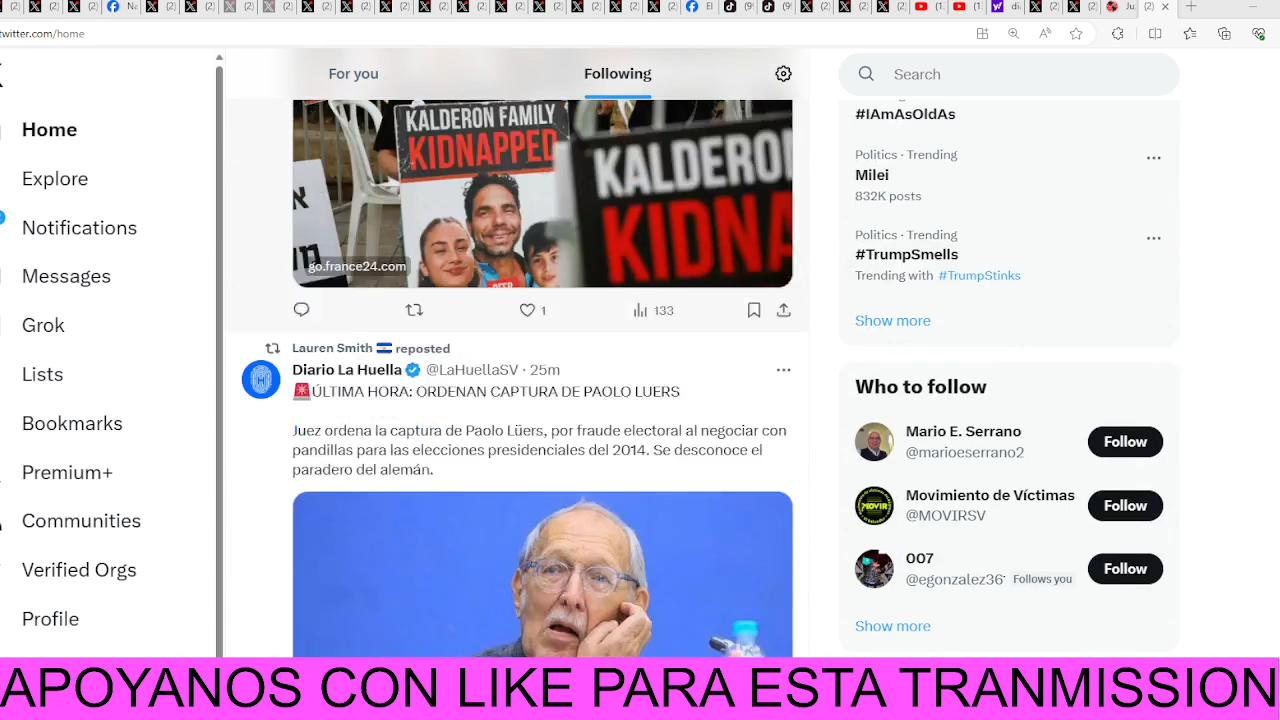 twitter.com/home
Home
Explore
Notifications
Messages
Grok
Lists
Bookmarks
Premium+
Communities
Verified Orgs
Profile
For you
Following
KALDERON FAMILY
KIDNAPPED
KALDERO
KIDNA
go.france24.com
1
133
Lauren Smith reposted
Diario La Huella @LaHuellaSV · 25m
🚨ÚLTIMA HORA: ORDENAN CAPTURA DE PAOLO LUERS
Juez ordena la captura de Paolo Lüers, por fraude electoral al negociar con
pandillas para las elecciones presidenciales del 2014. Se desconoce el
paradero del alemán.
Search
#IAmAsOldAs
Politics · Trending
Milei
832K posts
Politics · Trending
#TrumpSmells
Trending with #TrumpStinks
Show more
Who to follow
Mario E. Serrano
@marioeserrano2
Follow
Movimiento de Víctimas
@MOVIRSV
Follow
007
@egonzalez36 Follows you
Follow
Show more
APOYANOS CON LIKE PARA ESTA TRANMISSION